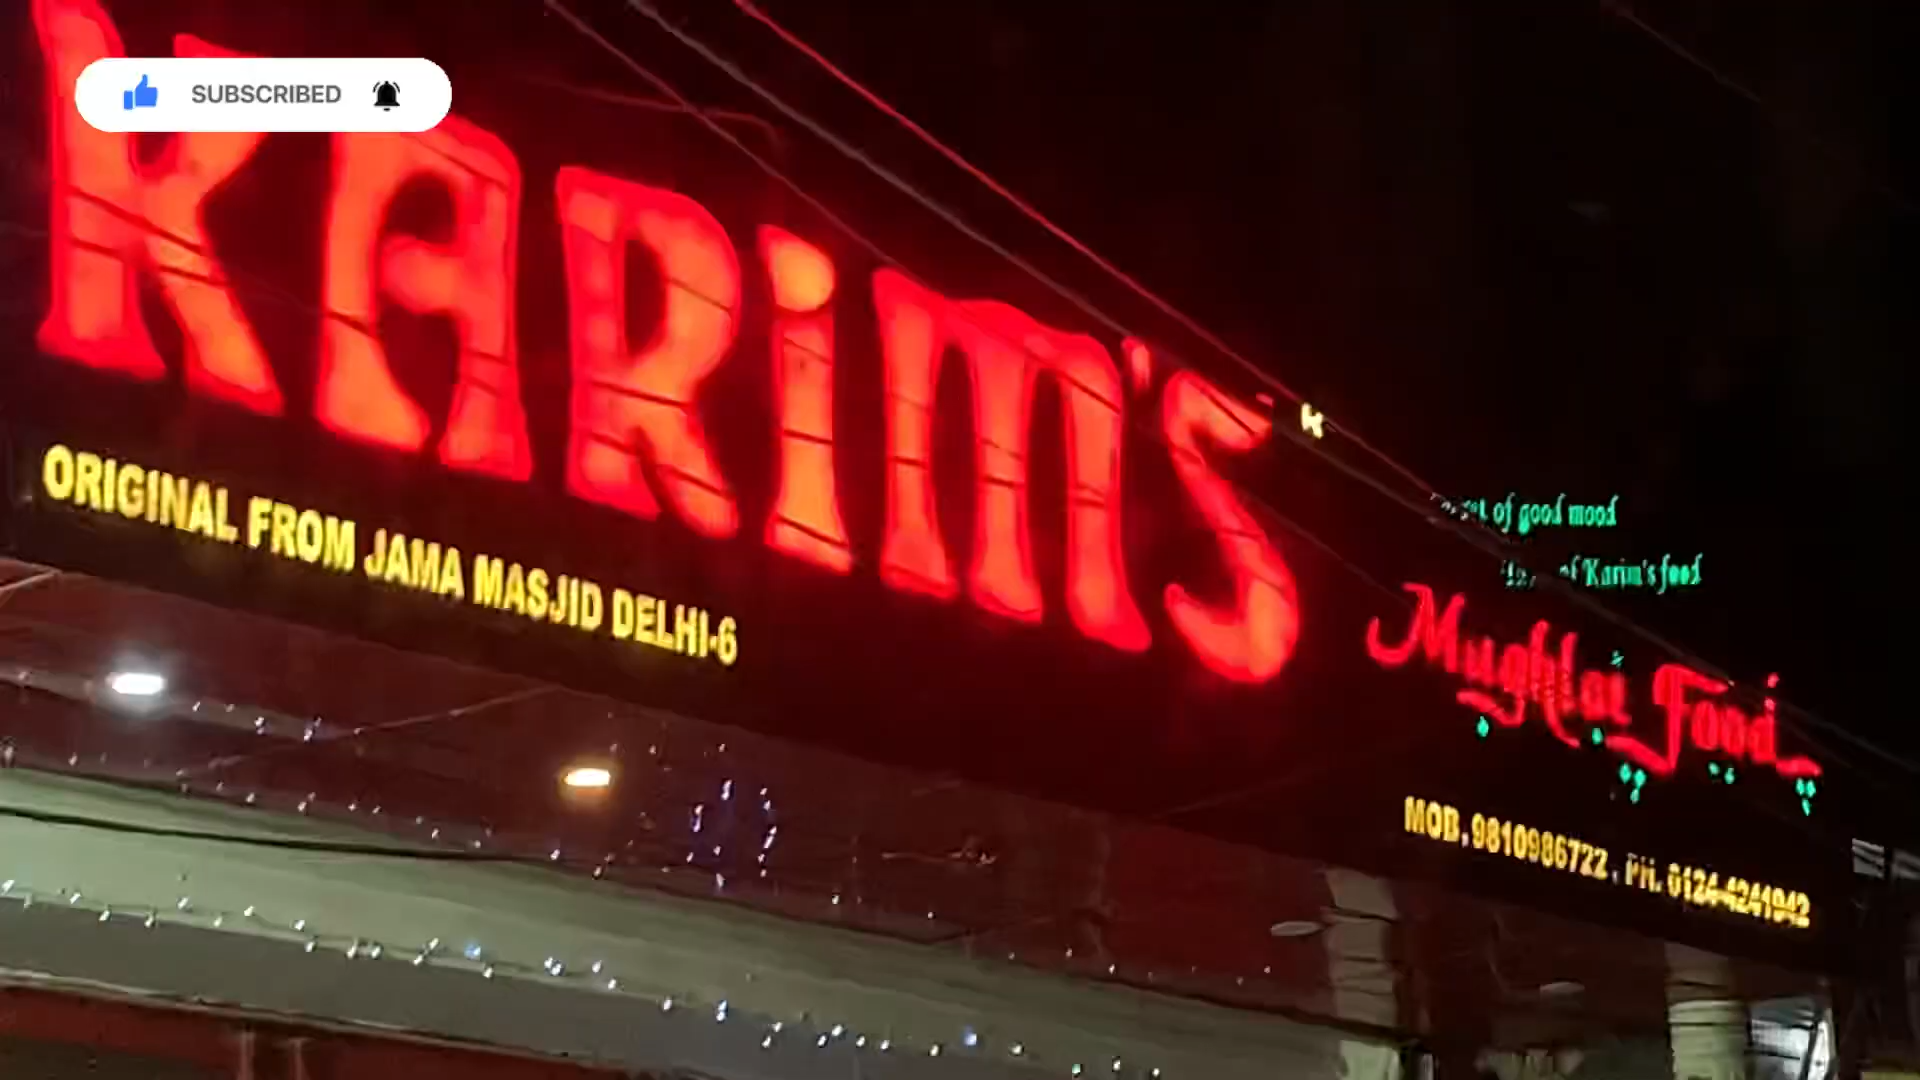 SUBSCRIBED
KARiM'S
ORIGINAL FROM JAMA MASJID DELHI-6
of good mood
of Karim's food
Mughlai Food
MOB.9810986722, PH. 0124-4241942